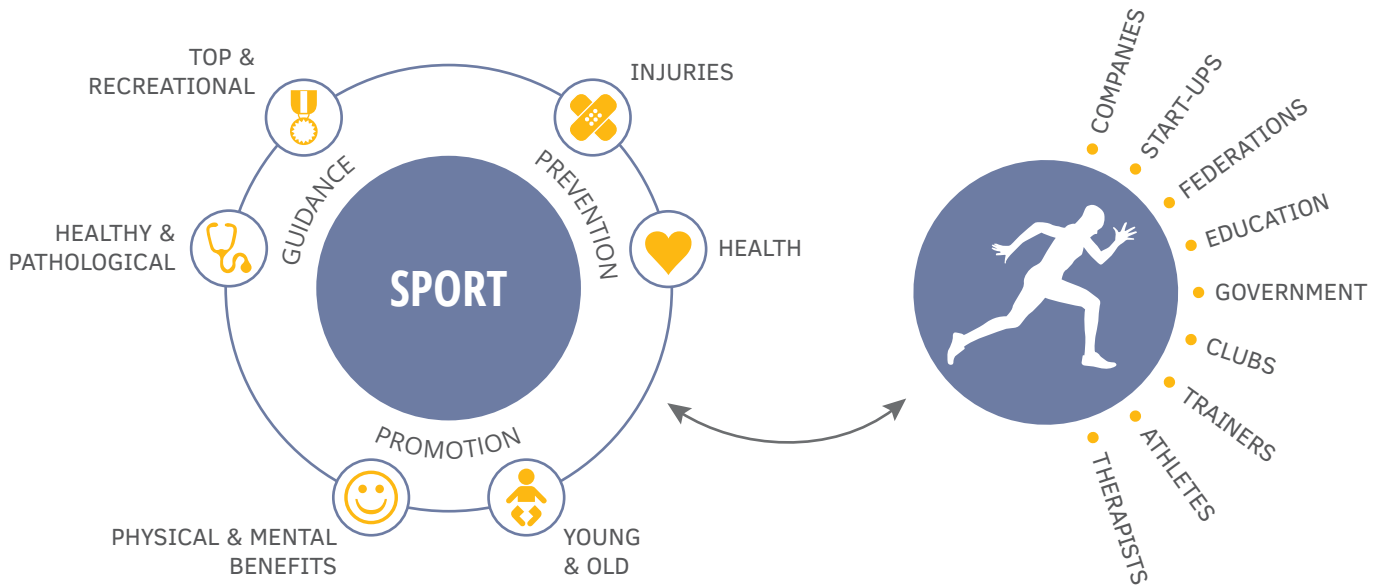 TOP &
RECREATIONAL
INJURIES
GUIDANCE
PREVENTION
HEALTHY &
PATHOLOGICAL
HEALTH
SPORT
PROMOTION
PHYSICAL & MENTAL
BENEFITS
YOUNG
& OLD
COMPANIES
START-UPS
FEDERATIONS
EDUCATION
GOVERNMENT
CLUBS
TRAINERS
ATHLETES
THERAPISTS